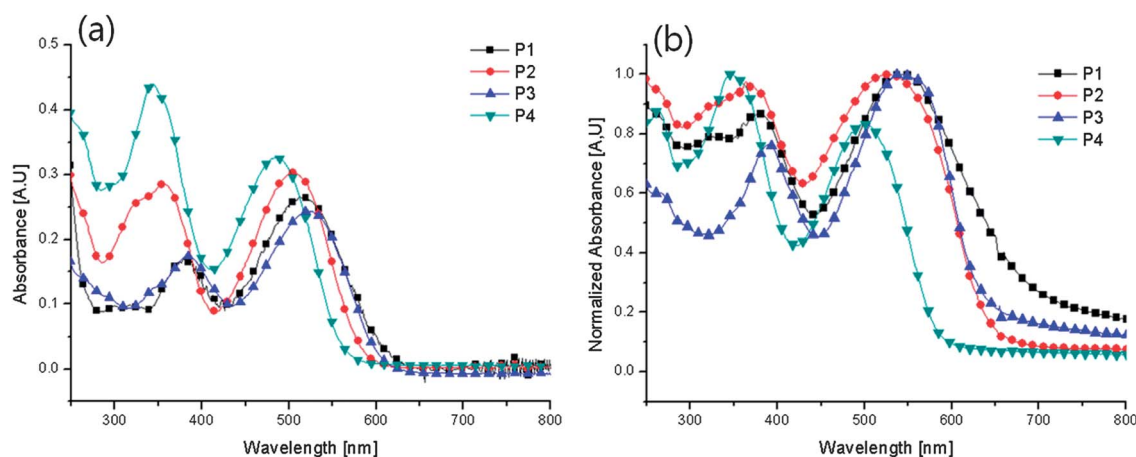 (a)
0.5
0.4
0.3
0.2
0.1
0.0
Absorbance [A.U]
P1
P2
P3
P4
300 400 500 600 700 800
Wavelength [nm]
(b)
1.0
0.8
0.6
0.4
0.2
0.0
Normalized Absorbance [A,U]
P1
P2
P3
P4
300 400 500 600 700 800
Wavelength [nm]